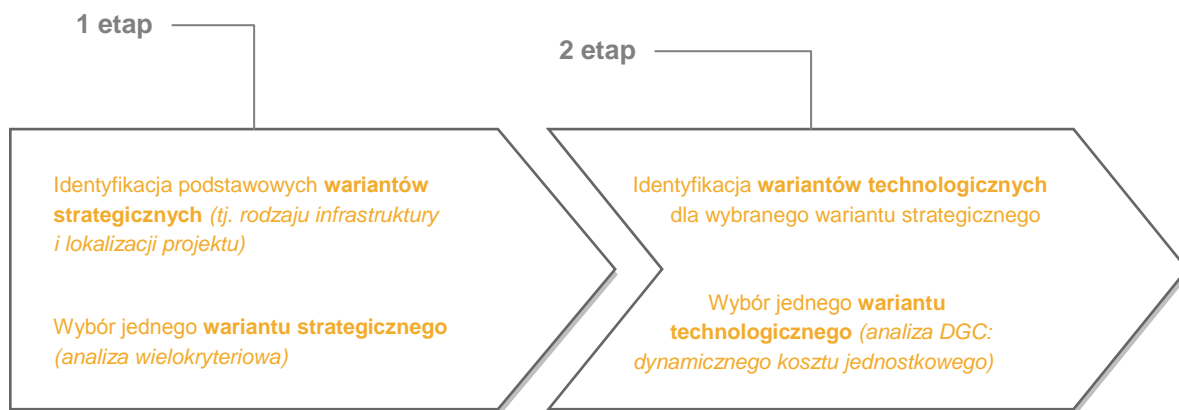 1 etap
2 etap
Identyfikacja podstawowych wariantów
strategicznych (tj. rodzaju infrastruktury
i lokalizacji projektu)
Wybór jednego wariantu strategicznego
(analiza wielokryteriowa)
Identyfikacja wariantów technologicznych
dla wybranego wariantu strategicznego
Wybór jednego wariantu
technologicznego (analiza DGC:
dynamicznego kosztu jednostkowego)